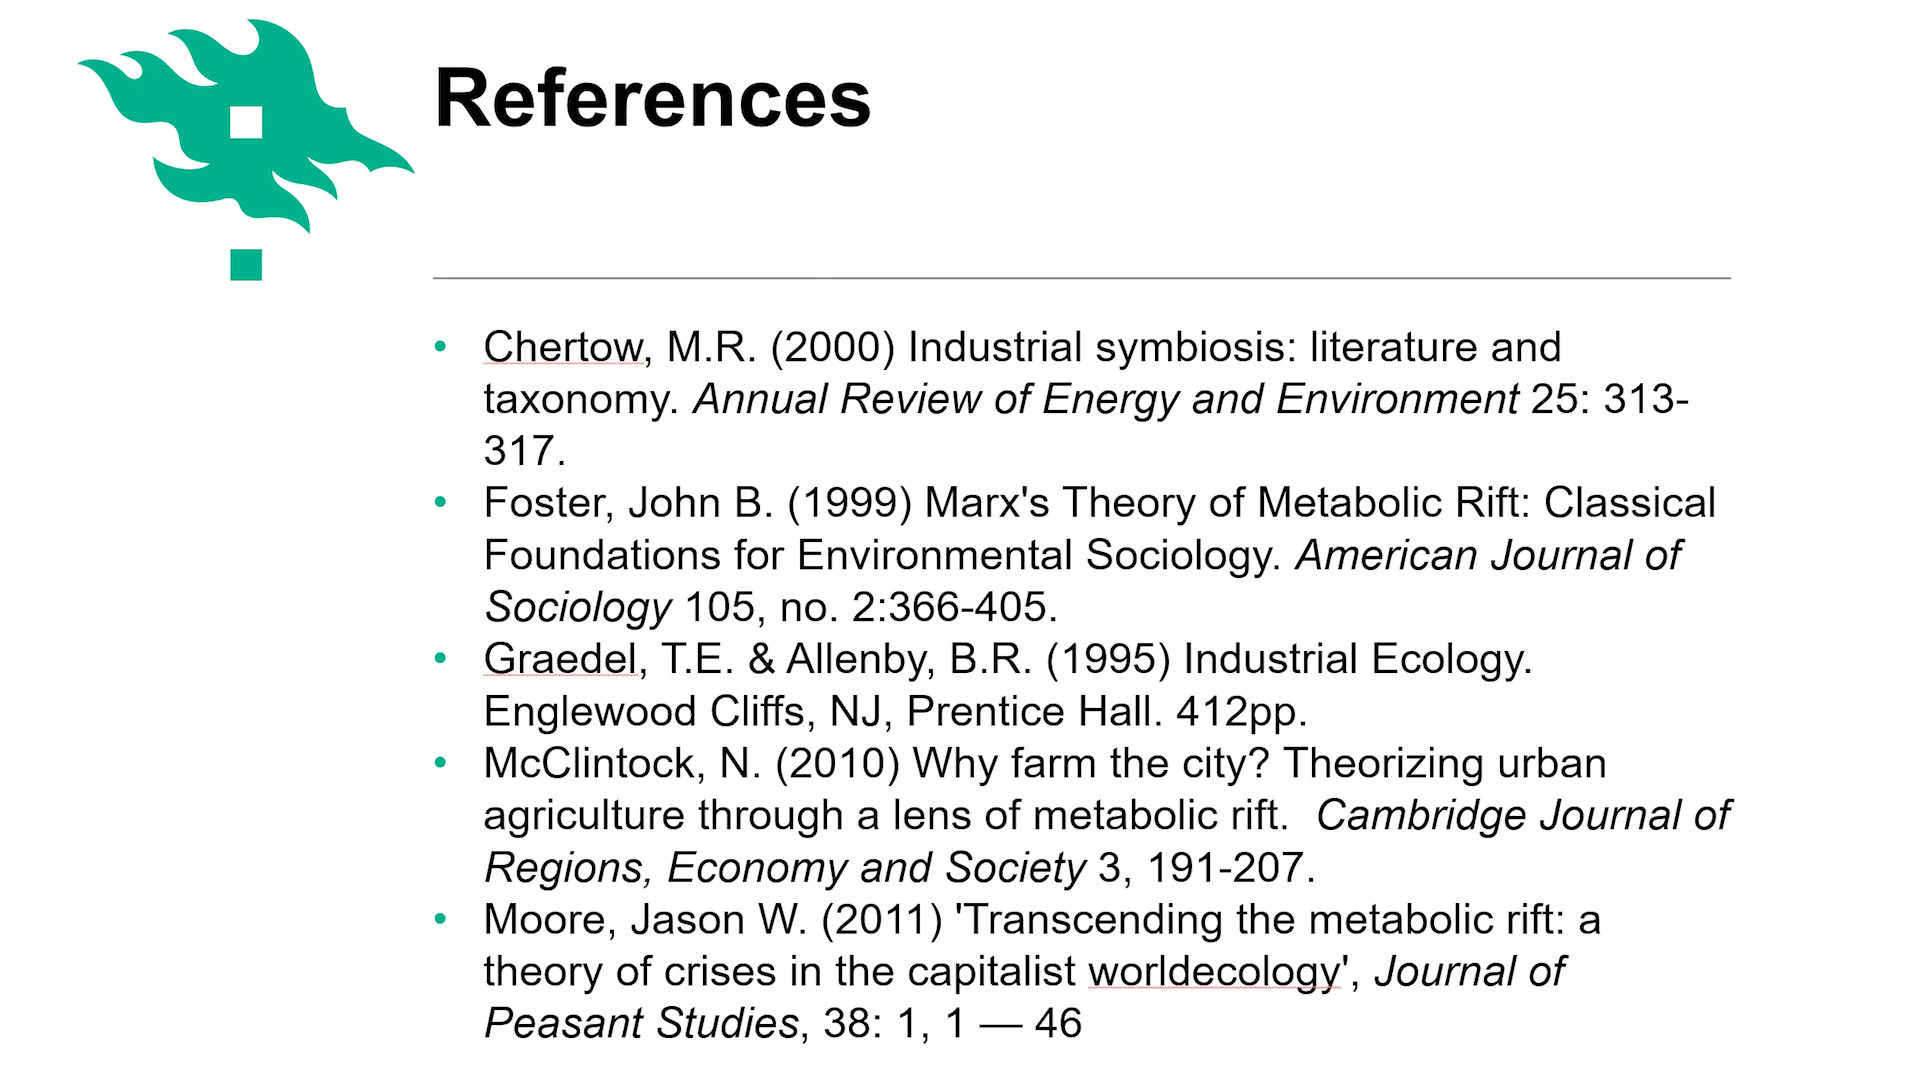 References
• Chertow, M.R. (2000) Industrial symbiosis: literature and
taxonomy. Annual Review of Energy and Environment 25: 313-
317.
• Foster, John B. (1999) Marx's Theory of Metabolic Rift: Classical
Foundations for Environmental Sociology. American Journal of
Sociology 105, no. 2:366-405.
• Graedel, T.E. & Allenby, B.R. (1995) Industrial Ecology.
Englewood Cliffs, NJ, Prentice Hall. 412pp.
• McClintock, N. (2010) Why farm the city? Theorizing urban
agriculture through a lens of metabolic rift.  Cambridge Journal of
Regions, Economy and Society 3, 191-207.
• Moore, Jason W. (2011) 'Transcending the metabolic rift: a
theory of crises in the capitalist worldecology', Journal of
Peasant Studies, 38: 1, 1 — 46